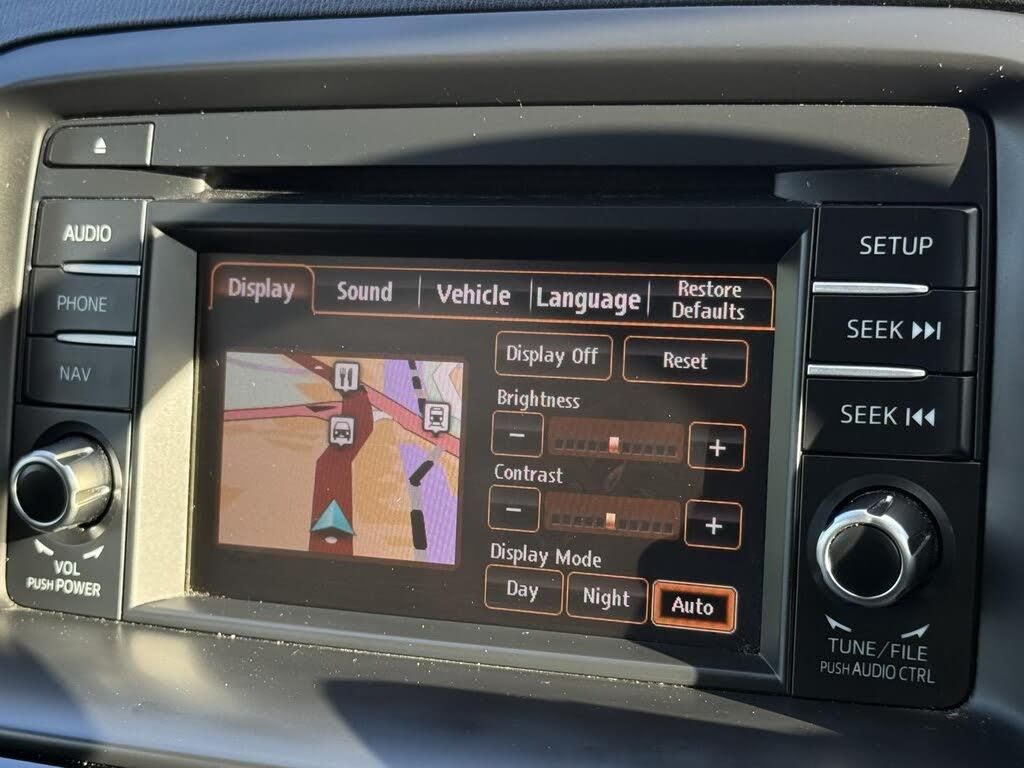 AUDIO
PHONE
NAV
VOL
PUSH POWER
Display Sound Vehicle Language Restore
Defaults
Display Off Reset
Brightness
- +
Contrast
- +
Display Mode
Day Night Auto
SETUP
SEEK
SEEK
TUNE/FILE
PUSH AUDIO CTRL